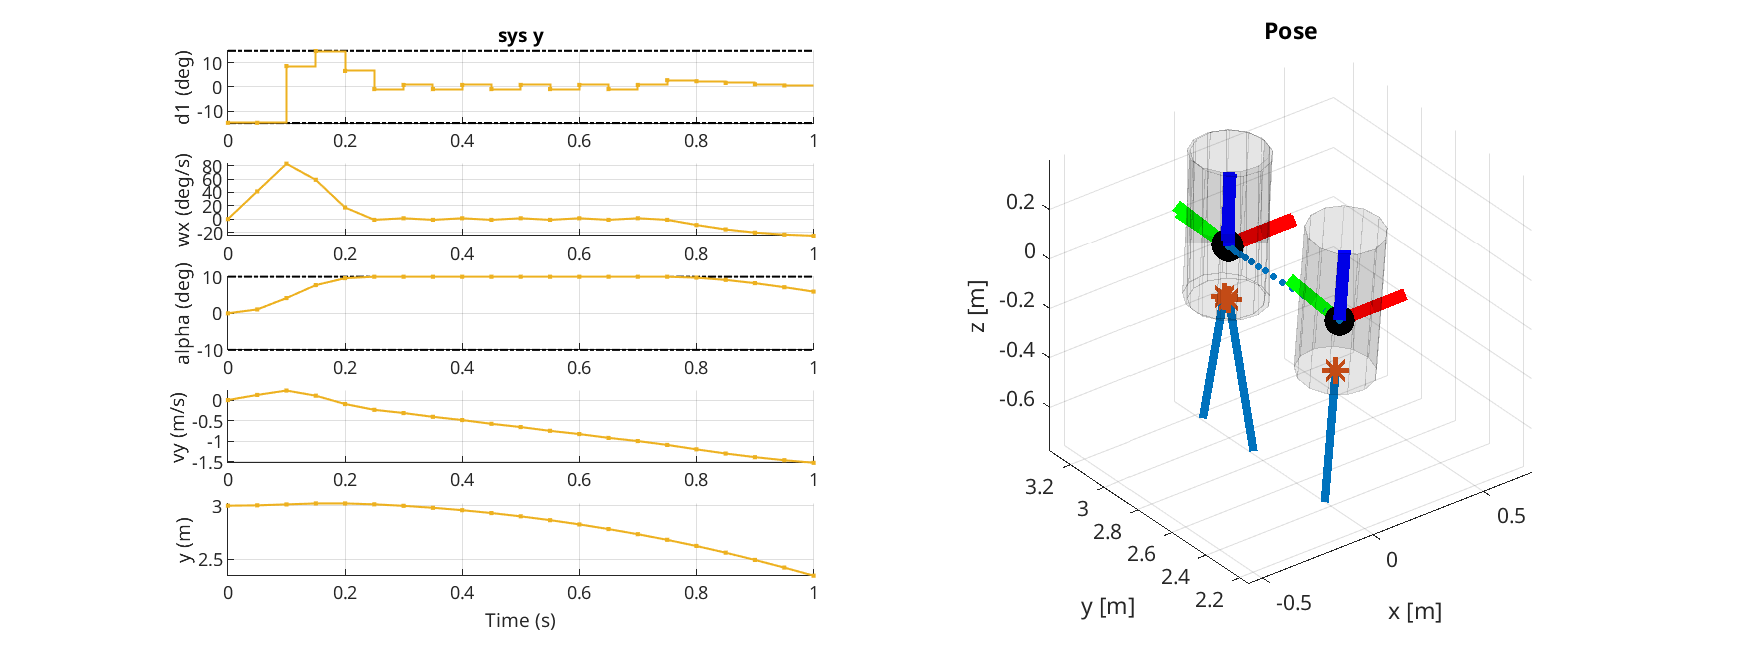 sys y
d1 (deg)
10
0
-10
0 0.2 0.4 0.6 0.8 1
wx (deg/s)
80
60
40
20
0
-20
0 0.2 0.4 0.6 0.8 1
alpha (deg)
10
0
-10
0 0.2 0.4 0.6 0.8 1
vy (m/s)
0
-0.5
-1
-1.5
0 0.2 0.4 0.6 0.8 1
y (m)
3
2.5
0 0.2 0.4 0.6 0.8 1
Time (s)
Pose
z [m]
0.2
0
-0.2
-0.4
-0.6
3.2
3
2.8
2.6
2.4
2.2
y [m]
-0.5
0
0.5
x [m]